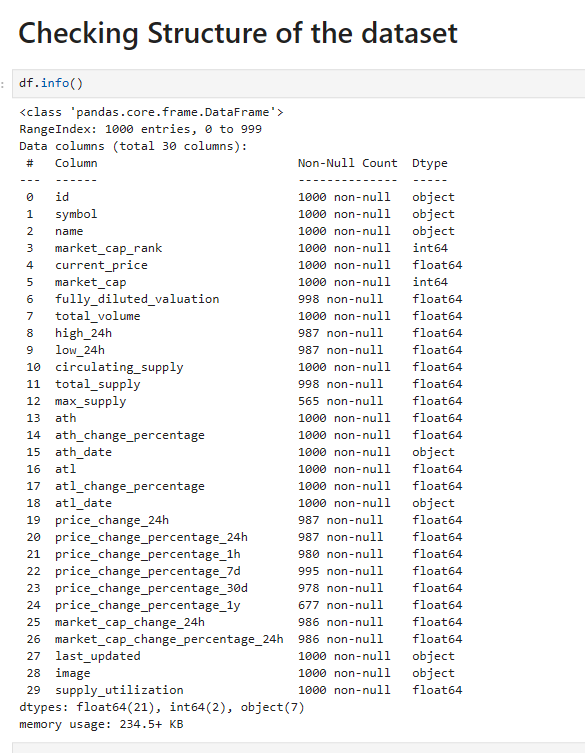 Checking Structure of the dataset
:
df.info()
<class 'pandas.core.frame.DataFrame'>
RangeIndex: 1000 entries, 0 to 999
Data columns (total 30 columns):
 #   Column                            Non-Null Count  Dtype
---  ------                            --------------  -----
 0   id                                1000 non-null   object
 1   symbol                            1000 non-null   object
 2   name                              1000 non-null   object
 3   market_cap_rank                   1000 non-null   int64
 4   current_price                     1000 non-null   float64
 5   market_cap                        1000 non-null   int64
 6   fully_diluted_valuation           998 non-null    float64
 7   total_volume                      1000 non-null   float64
 8   high_24h                          987 non-null    float64
 9   low_24h                           987 non-null    float64
 10  circulating_supply                1000 non-null   float64
 11  total_supply                      998 non-null    float64
 12  max_supply                        565 non-null    float64
 13  ath                               1000 non-null   float64
 14  ath_change_percentage             1000 non-null   float64
 15  ath_date                          1000 non-null   object
 16  atl                               1000 non-null   float64
 17  atl_change_percentage             1000 non-null   float64
 18  atl_date                          1000 non-null   object
 19  price_change_24h                  987 non-null    float64
 20  price_change_percentage_24h       987 non-null    float64
 21  price_change_percentage_1h        980 non-null    float64
 22  price_change_percentage_7d        995 non-null    float64
 23  price_change_percentage_30d       978 non-null    float64
 24  price_change_percentage_1y        677 non-null    float64
 25  market_cap_change_24h             986 non-null    float64
 26  market_cap_change_percentage_24h  986 non-null    float64
 27  last_updated                      1000 non-null   object
 28  image                             1000 non-null   object
 29  supply_utilization                1000 non-null   float64
dtypes: float64(21), int64(2), object(7)
memory usage: 234.5+ KB